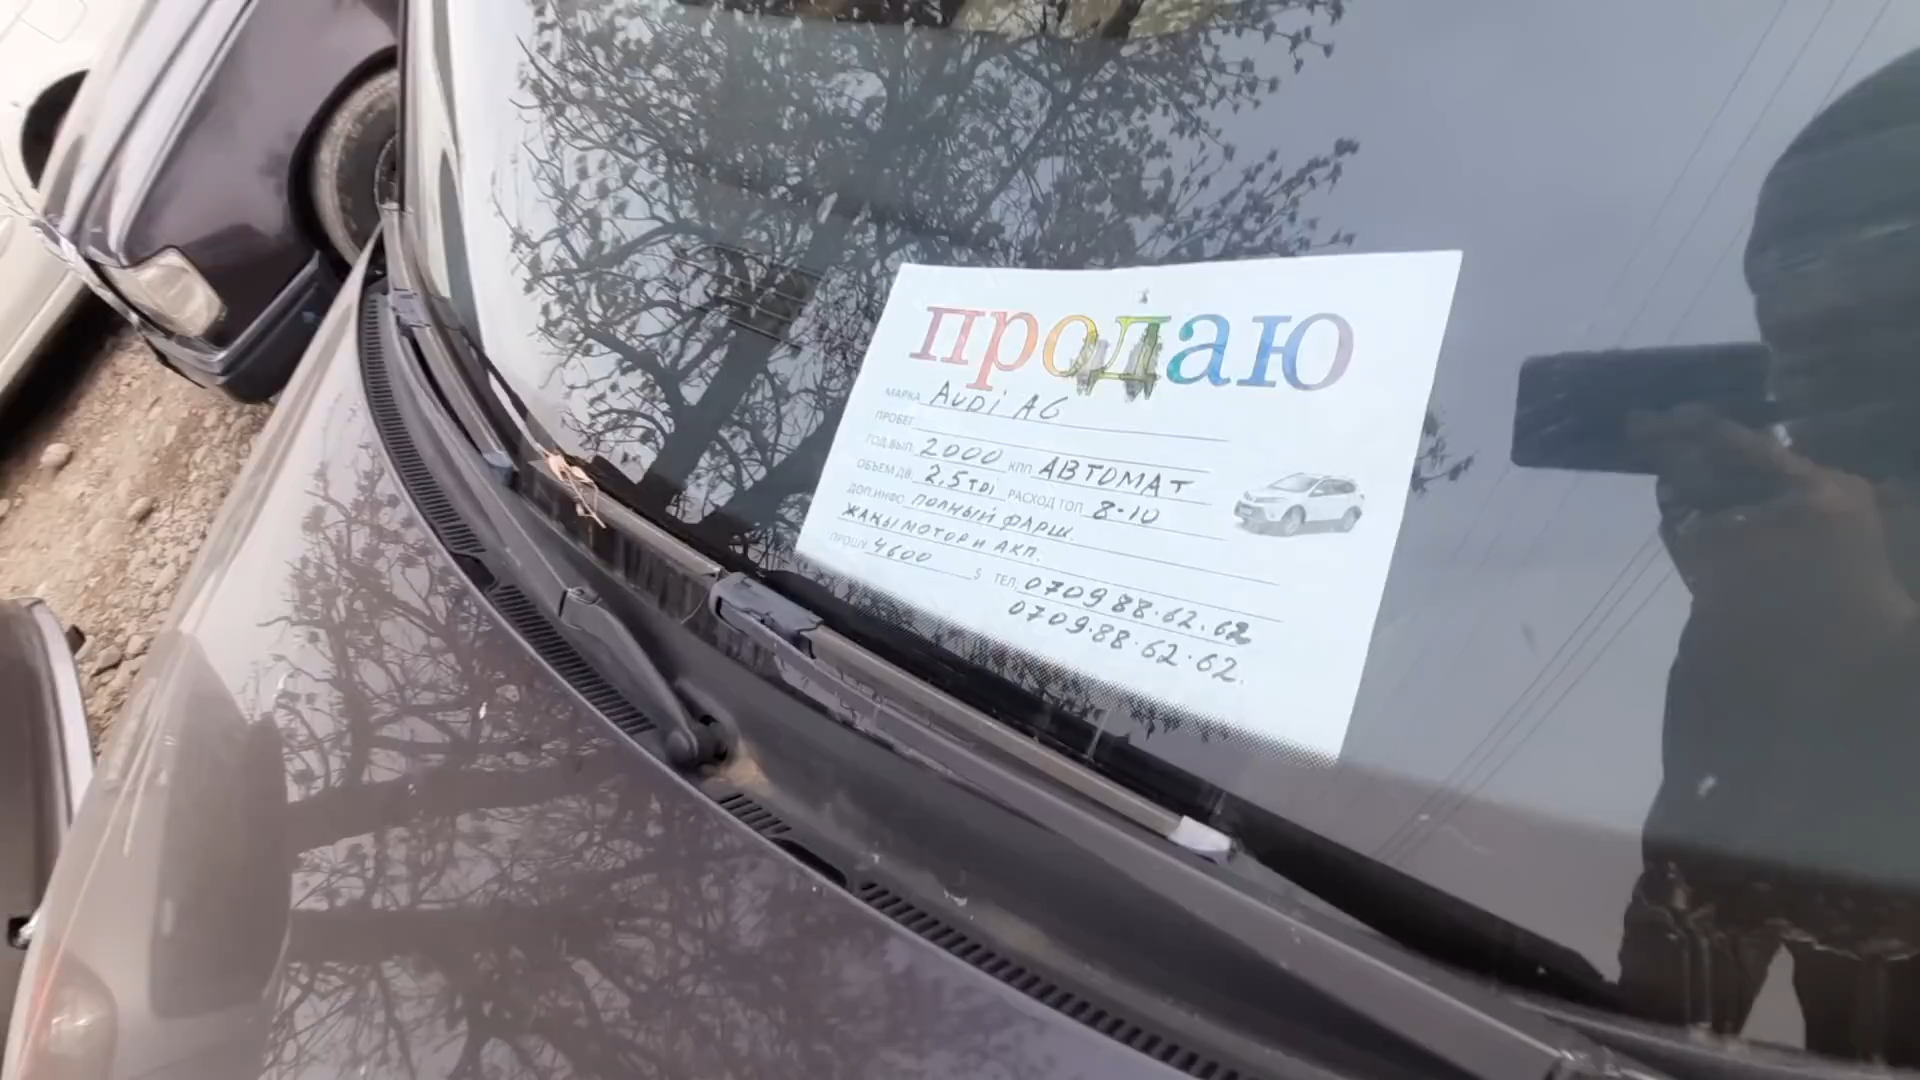 продаю
МАРКА Audi A6
ПРОБЕГ
ГОД ВЫП. 2000 КПП АВТОМАТ
ОБЪЕМ ДВ. 2,5 TDi РАСХОД ТОП 8-10
ДОП.ИНФО ПОЛНЫЙ ФАРШ.
ЖАҢЫ МОТОР И АКП.
ПРОШУ 4600 $ ТЕЛ: 0709 88.62.62
0709.88.62.62.